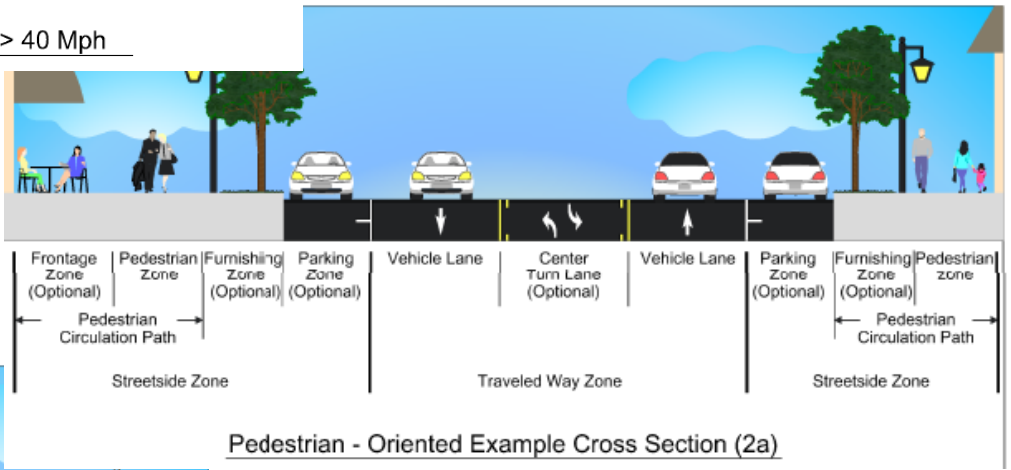 > 40 Mph
Frontage Zone (Optional)
Pedestrian Zone
Furnishing Zone (Optional)
Parking Zone (Optional)
Vehicle Lane
Center Turn Lane (Optional)
Vehicle Lane
Parking Zone (Optional)
Furnishing Zone (Optional)
Pedestrian zone
Pedestrian Circulation Path
Pedestrian Circulation Path
Streetside Zone
Traveled Way Zone
Streetside Zone
Pedestrian - Oriented Example Cross Section (2a)